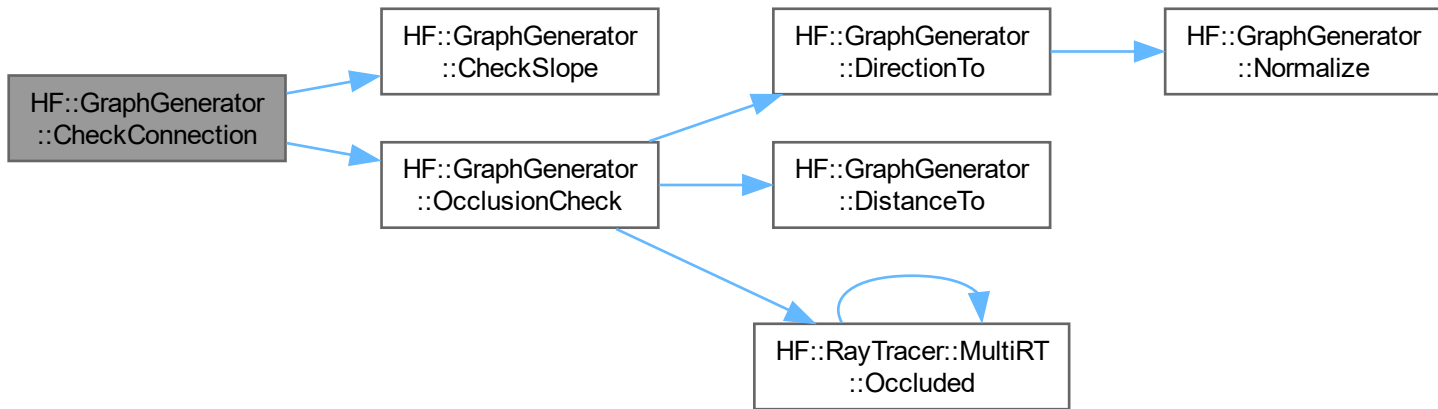 HF::GraphGenerator
::CheckConnection
HF::GraphGenerator
::CheckSlope
HF::GraphGenerator
::OcclusionCheck
HF::GraphGenerator
::DirectionTo
HF::GraphGenerator
::DistanceTo
HF::RayTracer::MultiRT
::Occluded
HF::GraphGenerator
::Normalize